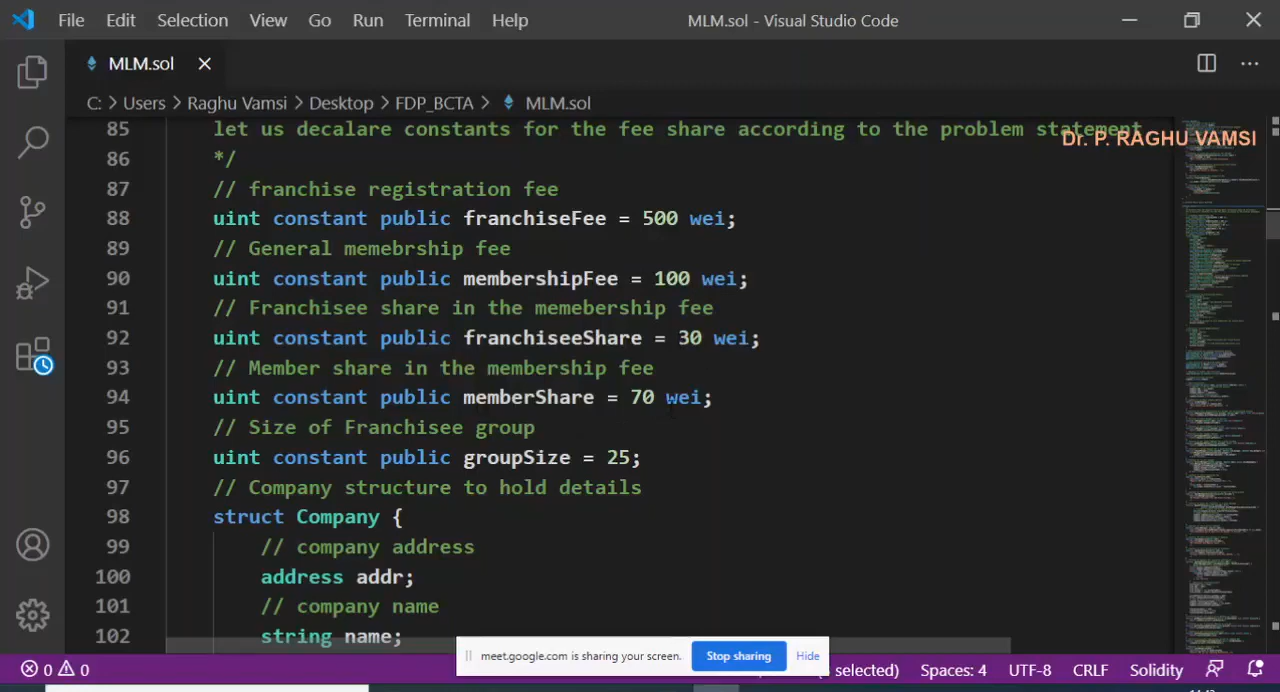 File Edit Selection View Go Run Terminal Help MLM.sol - Visual Studio Code
MLM.sol
C: > Users > Raghu Vamsi > Desktop > FDP_BCTA > MLM.sol
85 let us decalare constants for the fee share according to the problem statement
Dr. P. RAGHU VAMSI
86 */
87 // franchise registration fee
88 uint constant public franchiseFee = 500 wei;
89 // General memebrship fee
90 uint constant public membershipFee = 100 wei;
91 // Franchisee share in the memebership fee
92 uint constant public franchiseeShare = 30 wei;
93 // Member share in the membership fee
94 uint constant public memberShare = 70 wei;
95 // Size of Franchisee group
96 uint constant public groupSize = 25;
97 // Company structure to hold details
98 struct Company {
99 // company address
100 address addr;
101 // company name
102 string name;
meet.google.com is sharing your screen. Stop sharing Hide
0 0 selected) Spaces: 4 UTF-8 CRLF Solidity